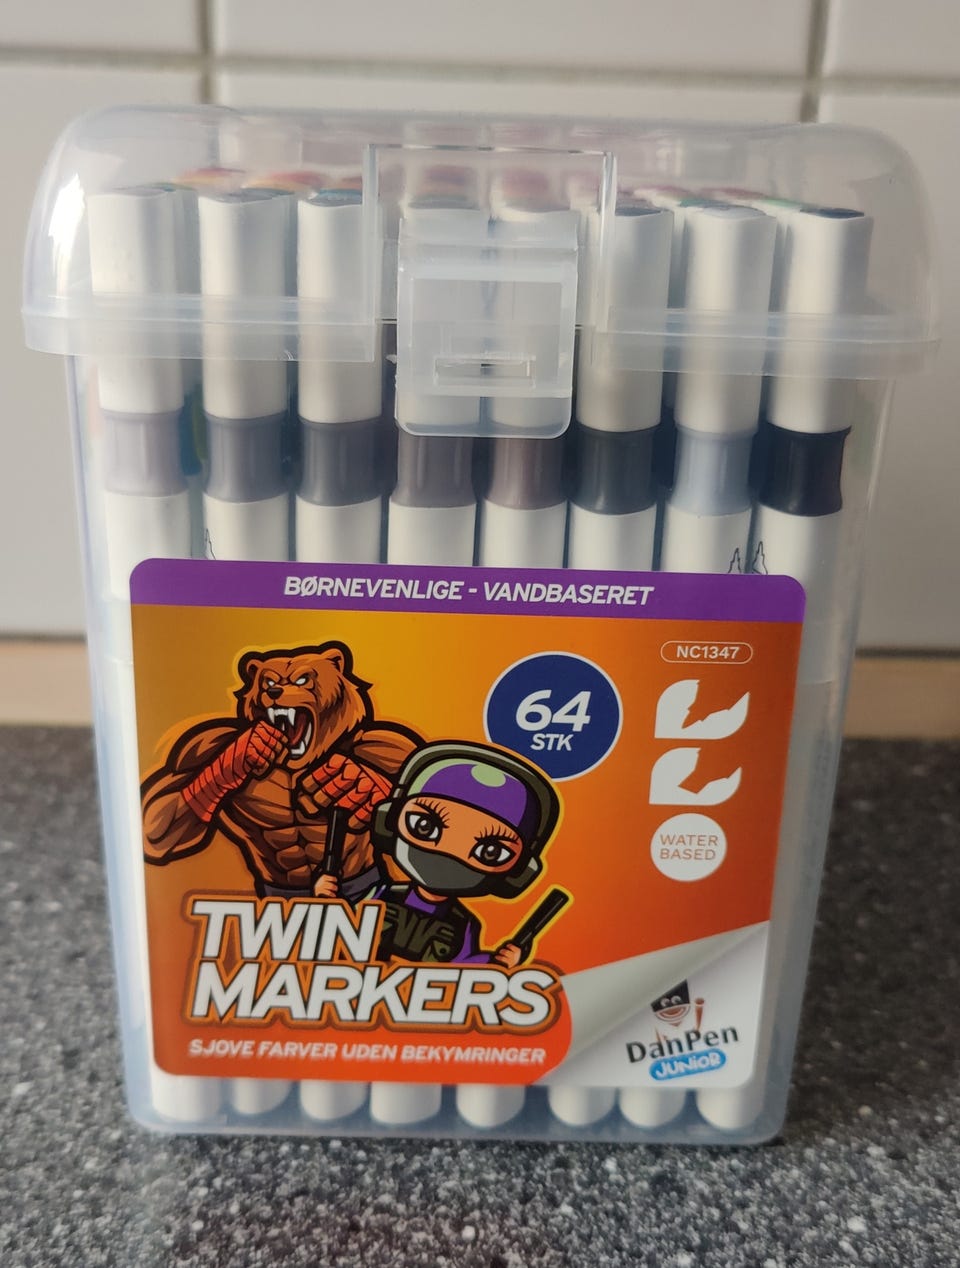 BØRNEVENLIGE - VANDBASERET
NC1347
64
STK
WATER
BASED
TWIN
MARKERS
SJOVE FARVER UDEN BEKYMRINGER
DanPen
JUNiOR